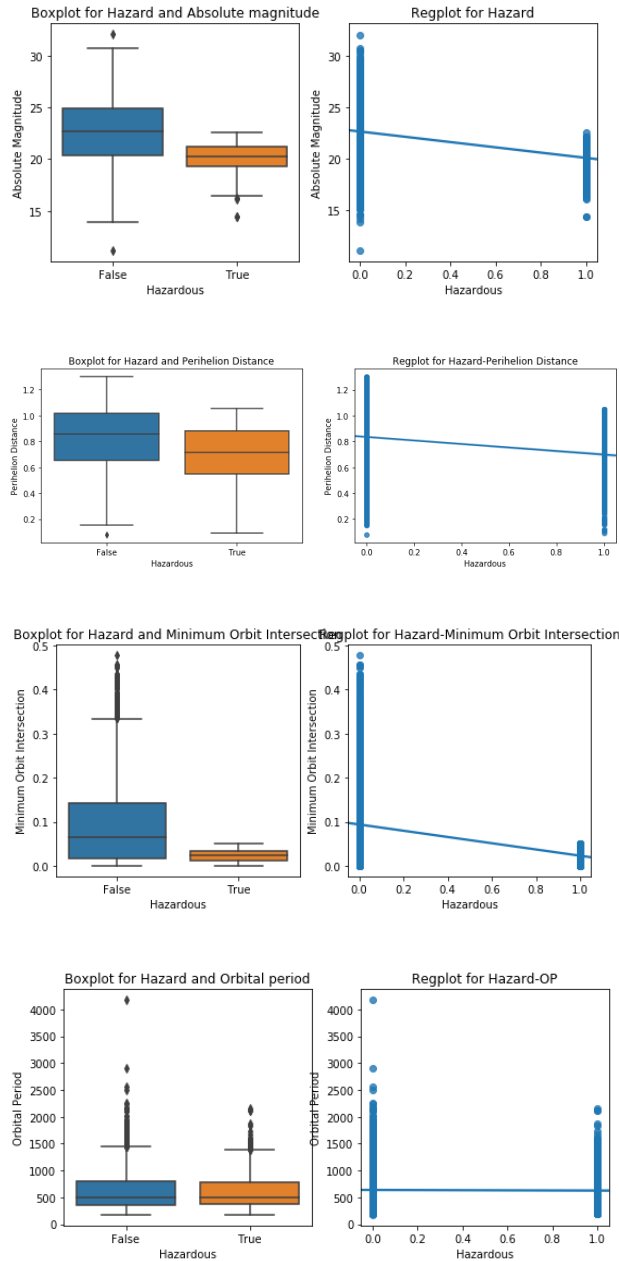 Boxplot for Hazard and Absolute magnitude
Absolute Magnitude
30
25
20
15
False True
Hazardous
Regplot for Hazard
Absolute Magnitude
30
25
20
15
0.0 0.2 0.4 0.6 0.8 1.0
Hazardous
Boxplot for Hazard and Perihelion Distance
Perihelion Distance
1.2
1.0
0.8
0.6
0.4
0.2
False True
Hazardous
Regplot for Hazard-Perihelion Distance
Perihelion Distance
1.2
1.0
0.8
0.6
0.4
0.2
0.0 0.2 0.4 0.6 0.8 1.0
Hazardous
Boxplot for Hazard and Minimum Orbit Intersection
Minimum Orbit Intersection
0.5
0.4
0.3
0.2
0.1
0.0
False True
Hazardous
Regplot for Hazard-Minimum Orbit Intersection
Minimum Orbit Intersection
0.5
0.4
0.3
0.2
0.1
0.0
0.0 0.2 0.4 0.6 0.8 1.0
Hazardous
Boxplot for Hazard and Orbital period
Orbital Period
4000
3500
3000
2500
2000
1500
1000
500
0
False True
Hazardous
Regplot for Hazard-OP
Orbital Period
4000
3500
3000
2500
2000
1500
1000
500
0
0.0 0.2 0.4 0.6 0.8 1.0
Hazardous